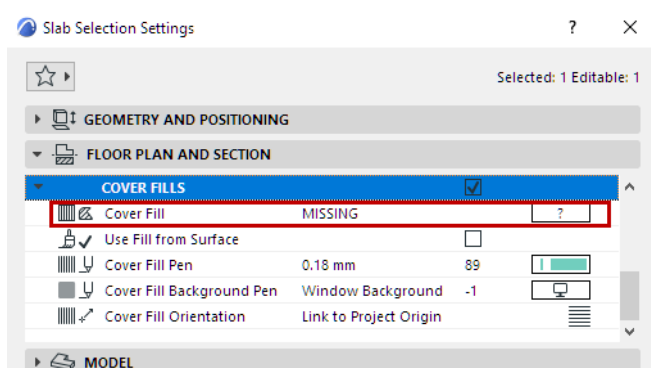 Slab Selection Settings ? ×
Selected: 1 Editable: 1
GEOMETRY AND POSITIONING
FLOOR PLAN AND SECTION
COVER FILLS
Cover Fill MISSING ?
Use Fill from Surface
Cover Fill Pen 0.18 mm 89
Cover Fill Background Pen Window Background -1
Cover Fill Orientation Link to Project Origin
MODEL